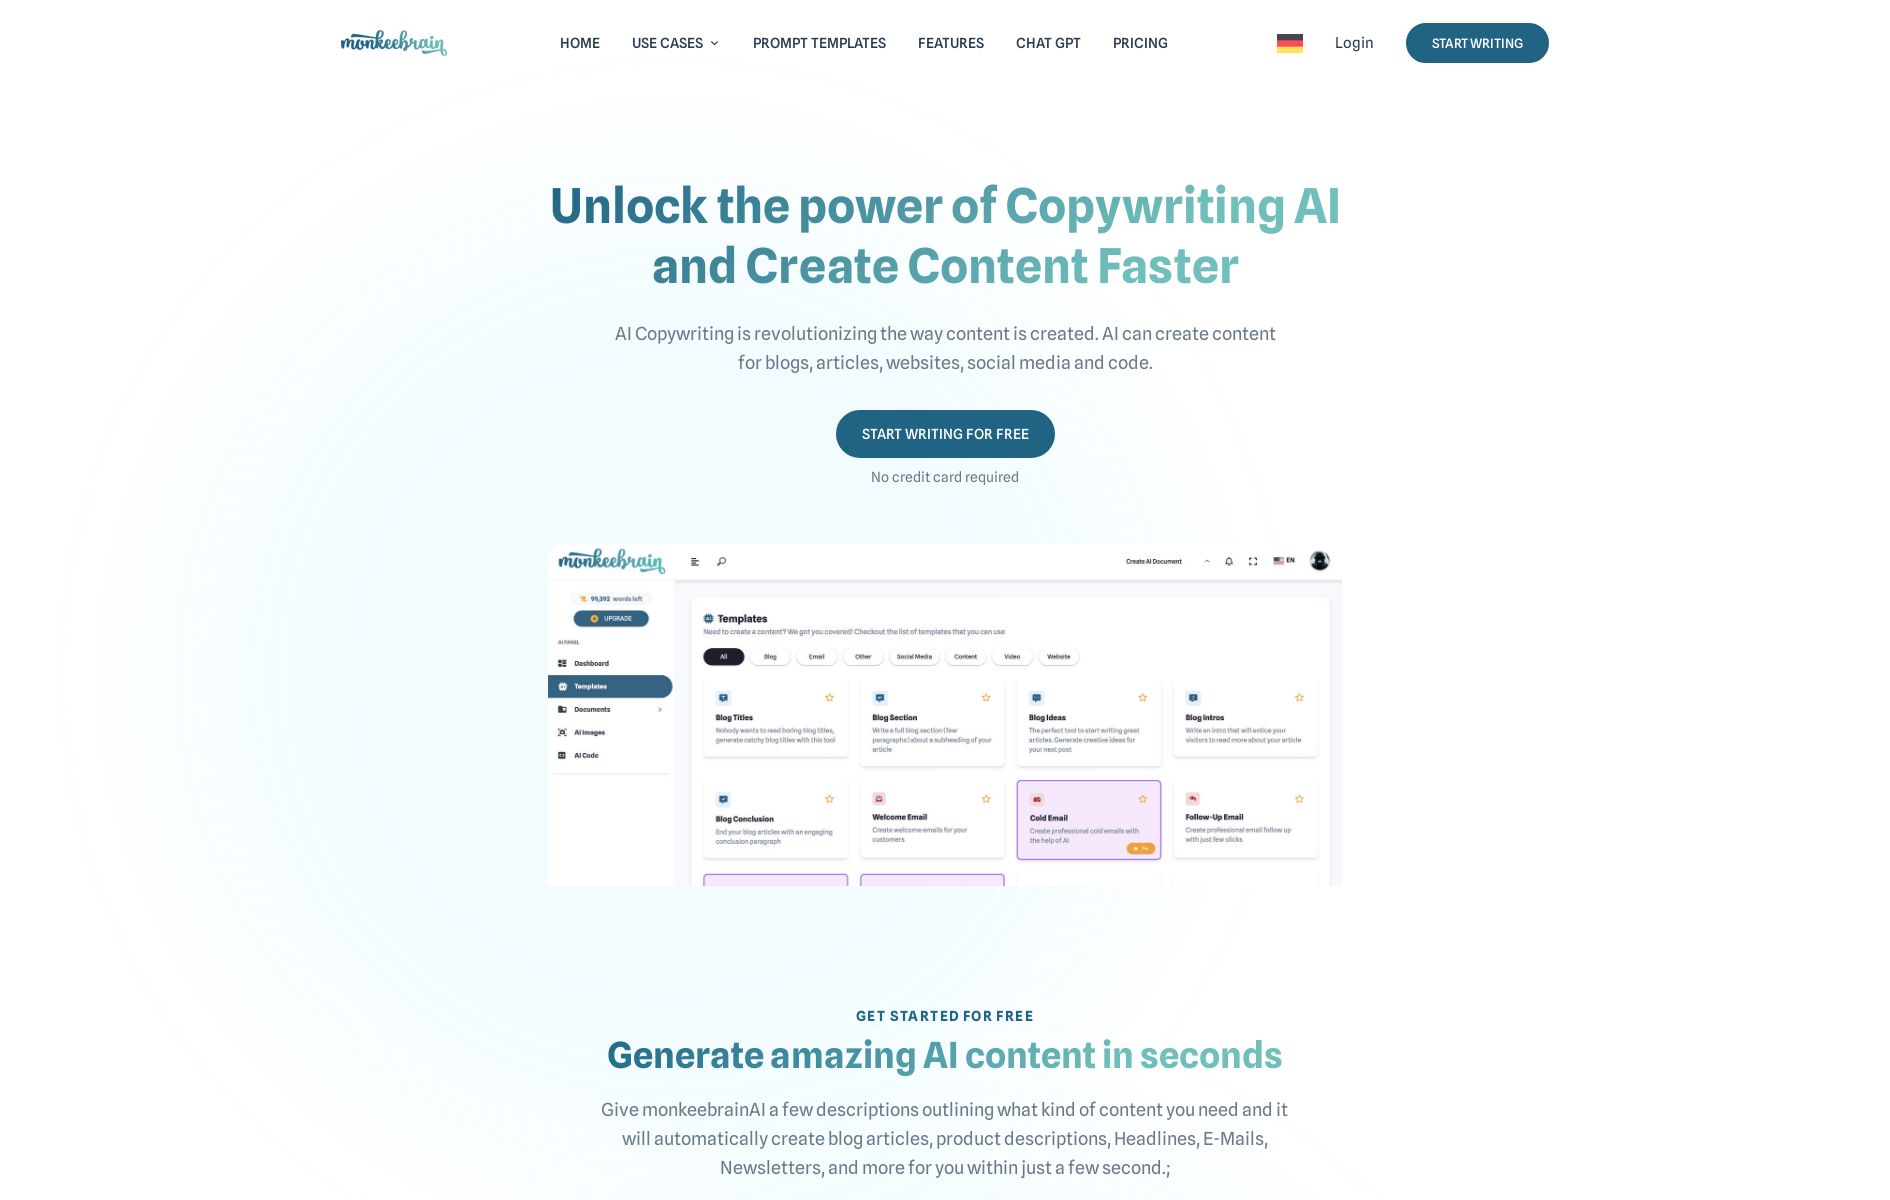 monkeebrain
HOME
USE CASES
PROMPT TEMPLATES
FEATURES
CHAT GPT
PRICING
Login
START WRITING
Unlock the power of Copywriting AI
and Create Content Faster
AI Copywriting is revolutionizing the way content is created. AI can create content
for blogs, articles, websites, social media and code.
START WRITING FOR FREE
No credit card required
monkeebrain
Create AI Document
EN
99,392 words left
UPGRADE
AI PANEL
Dashboard
Templates
Documents
AI Images
AI Code
Templates
Need to create a content? We got you covered! Checkout the list of templates that you can use
All
Blog
Email
Other
Social Media
Content
Video
Website
Blog Titles
Nobody wants to read boring blog titles,
generate catchy blog titles with this tool
Blog Section
Write a full blog section (few
paragraphs) about a subheading of your
article
Blog Ideas
The perfect tool to start writing great
articles. Generate creative ideas for
your next post
Blog Intros
Write an intro that will entice your
visitors to read more about your article
Blog Conclusion
End your blog articles with an engaging
conclusion paragraph
Welcome Email
Create welcome emails for your
customers
Cold Email
Create professional cold emails with
the help of AI
Follow-Up Email
Create professional email follow up
with just few clicks
GET STARTED FOR FREE
Generate amazing AI content in seconds
Give monkeebrainAI a few descriptions outlining what kind of content you need and it
will automatically create blog articles, product descriptions, Headlines, E-Mails,
Newsletters, and more for you within just a few second.;